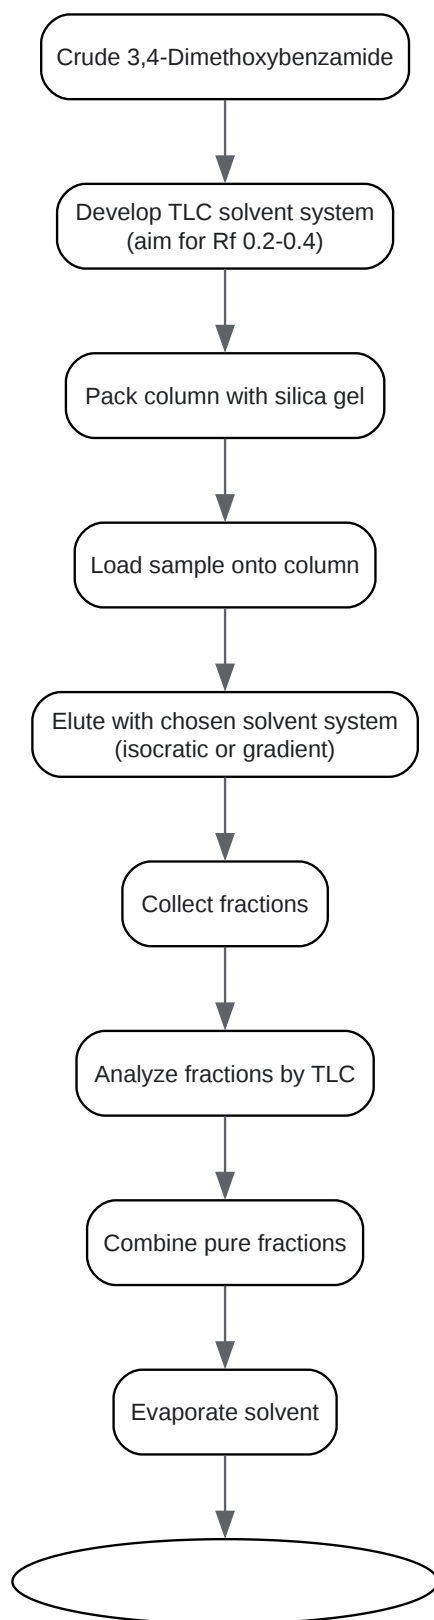 Crude 3,4-Dimethoxybenzamide
Develop TLC solvent system
(aim for Rf 0.2-0.4)
Pack column with silica gel
Load sample onto column
Elute with chosen solvent system
(isocratic or gradient)
Collect fractions
Analyze fractions by TLC
Combine pure fractions
Evaporate solvent